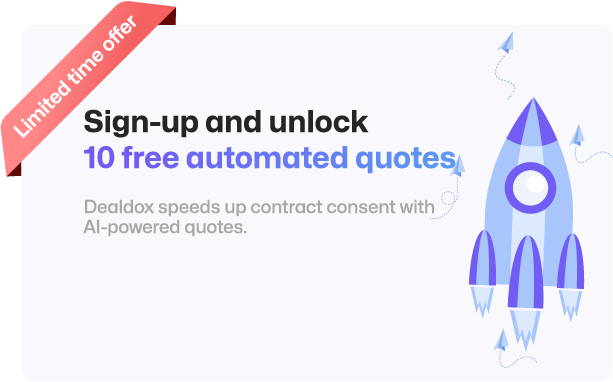 Limited time offer
Sign-up and unlock
10 free automated quotes
Dealdox speeds up contract consent with
AI-powered quotes.